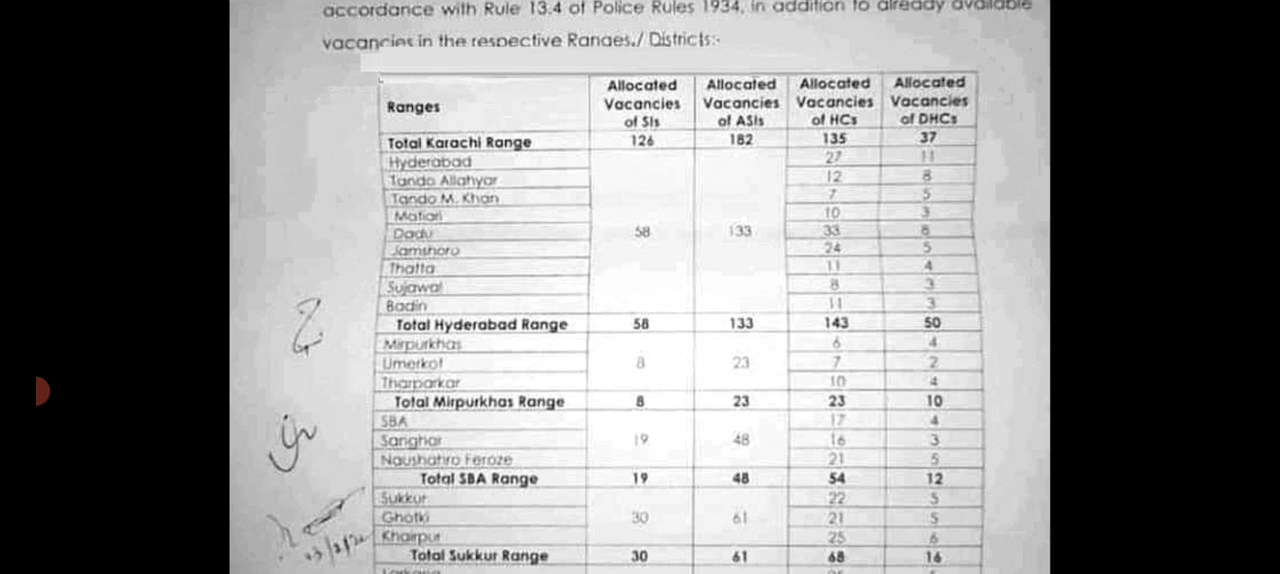 accordance with Rule 13.4 of Police Rules 1934, in addition to already available
vacancies in the respective Ranges./ Districts:-
Ranges Allocated Vacancies of SIs Allocated Vacancies of ASIs Allocated Vacancies of HCs Allocated Vacancies of DHCs
Total Karachi Range 126 182 135 37
Hyderabad 27 11
Tando Allahyar 12 8
Tando M. Khan 7 5
Matiari 10 3
Dadu 58 133 33 8
Jamshoro 24 5
Thatta 11 4
Sujawal 8 3
Badin 11 3
Total Hyderabad Range 58 133 143 50
Mirpurkhas 6 4
Umerkot 8 23 7 2
Tharparkar 10 4
Total Mirpurkhas Range 8 23 23 10
SBA 17 4
Sanghar 19 48 16 3
Naushahro Feroze 21 5
Total SBA Range 19 48 54 12
Sukkur 22 5
Ghotki 30 61 21 5
Khairpur 25 6
Total Sukkur Range 30 61 68 16